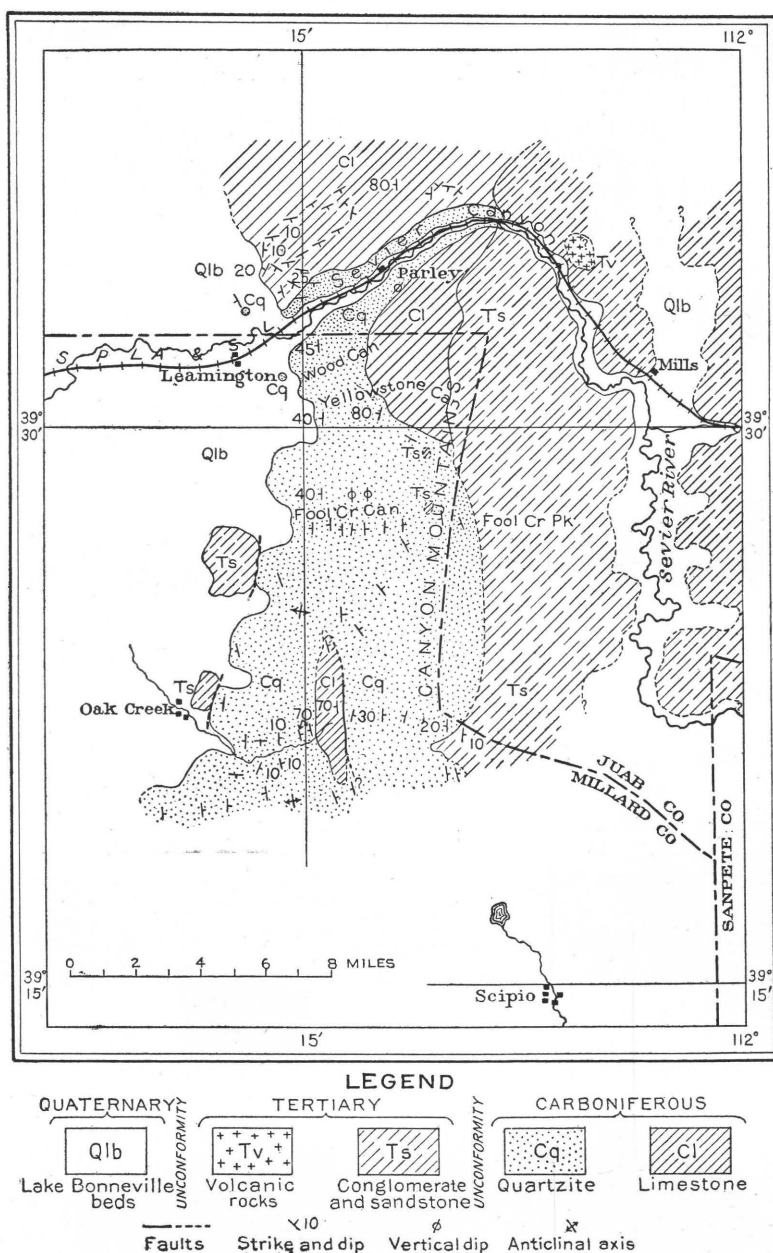 15′ 112°
Cl
80
10
Qlb 20
Cq
Sevier Canyon
Parley
Tv
Qlb
Cq Cl Ts
S P L A & S L
45
Wood Can
Leamington
Mills
Cq
Yellowstone Can
39° 30′
40 80
39° 30′
Qlb
Ts
40 Ts
Fool Cr Can
Fool Cr Pk
CANYON MOUNTAINS
Sevier River
Ts
Ts Cq Cl Cq Ts
70
Oak Creek
10 70 30 20
10
10 10
JUAB CO
MILLARD CO
SANPETE CO
0 2 4 6 8 MILES
39° 15′
39° 15′
Scipio
15′ 112°
LEGEND
QUATERNARY UNCONFORMITY TERTIARY UNCONFORMITY CARBONIFEROUS
Qlb Tv Ts Cq Cl
Lake Bonneville beds
Volcanic rocks
Conglomerate and sandstone
Quartzite
Limestone
10
Faults Strike and dip Vertical dip Anticlinal axis